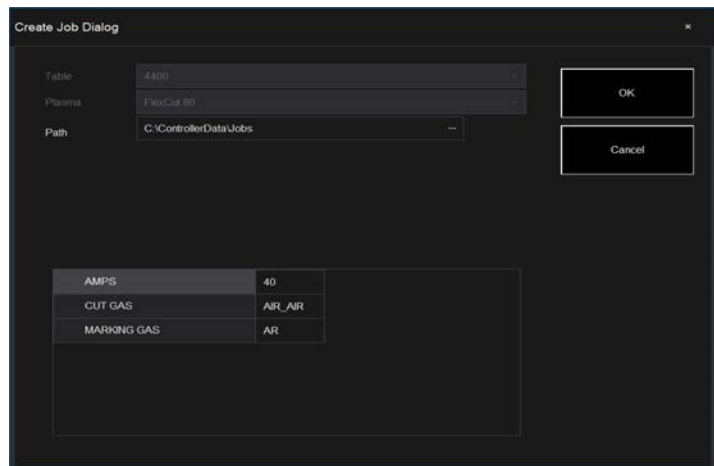 Create Job Dialog ×
Table 4400
Plasma FlexCut 80
Path C:\ControllerData\Jobs ...
OK
Cancel
AMPS 40
CUT GAS AIR_AIR
MARKING GAS AR